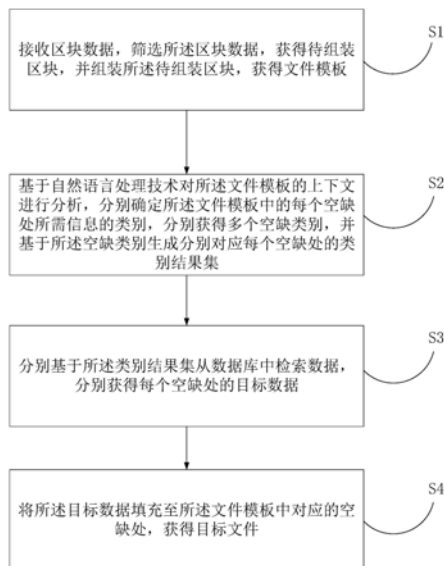 接收区块数据，筛选所述区块数据，获得待组装
区块，并组装所述待组装区块，获得文件模板
S1
基于自然语言处理技术对所述文件模板的上下文
进行分析，分别确定所述文件模板中的每个空缺
处所需信息的类别，分别获得多个空缺类别，并
基于所述空缺类别生成分别对应每个空缺处的类
别结果集
S2
分别基于所述类别结果集从数据库中检索数据，
分别获得每个空缺处的目标数据
S3
将所述目标数据填充至所述文件模板中对应的空
缺处，获得目标文件
S4